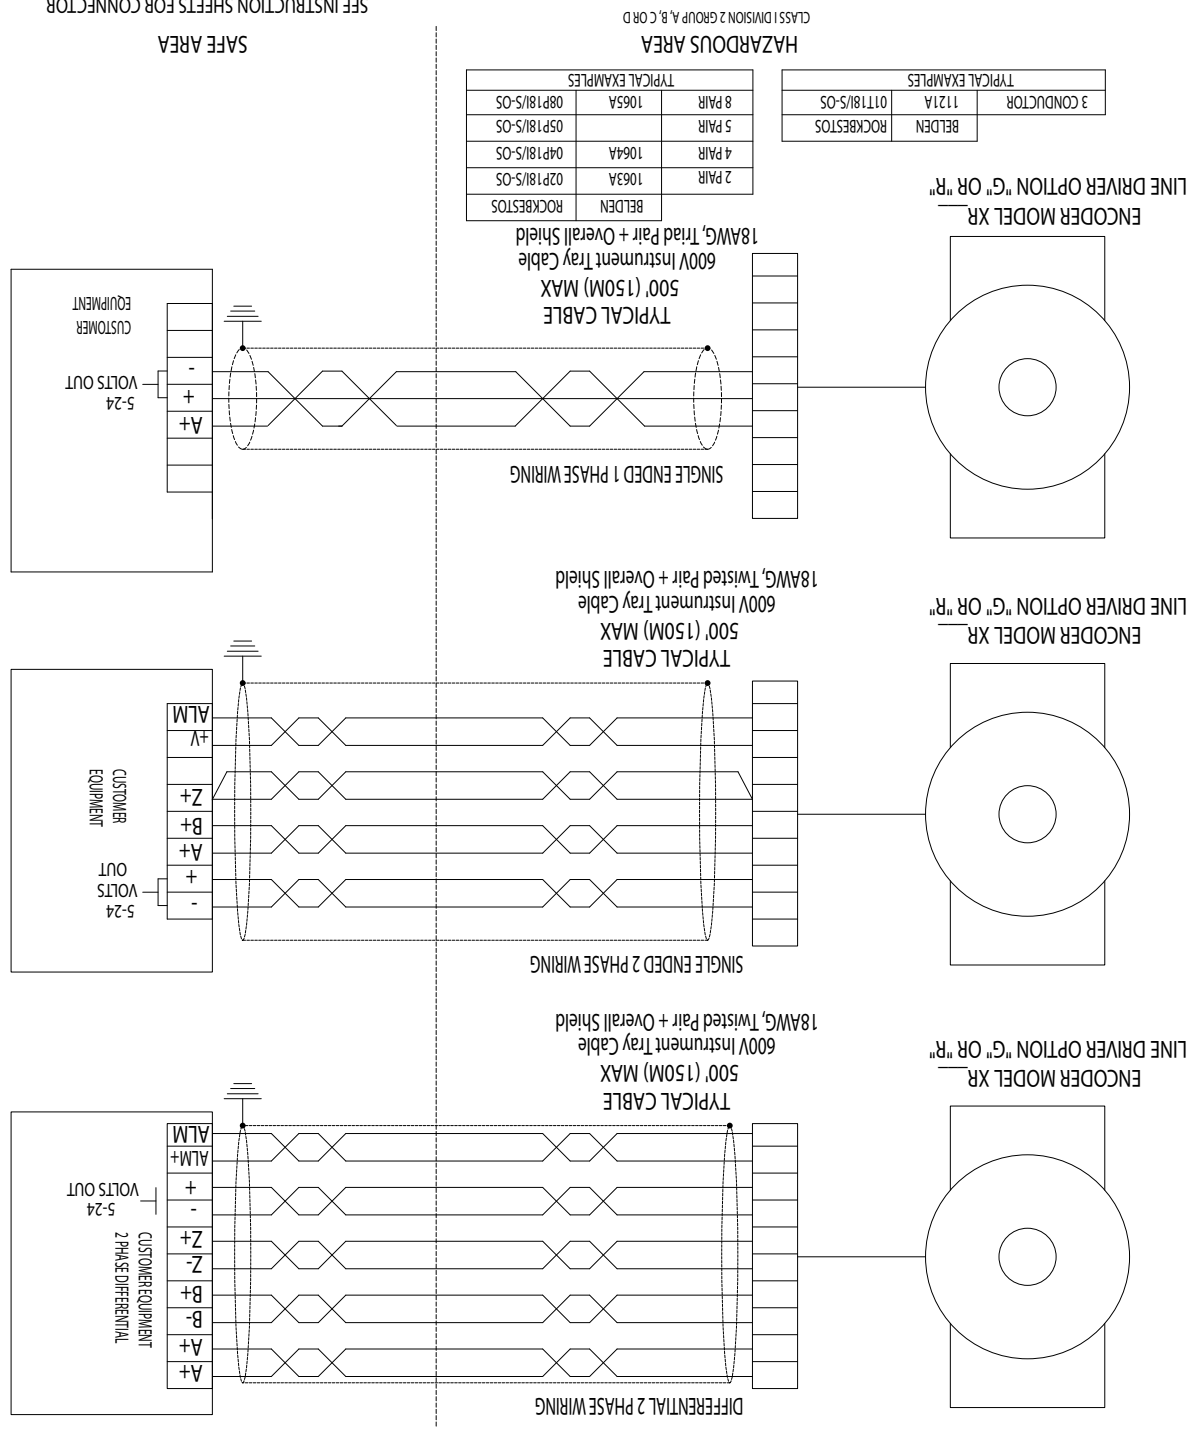 DIFFERENTIAL 2 PHASE WIRING
A+
A+
B-
B+
Z-
Z+
-
+
ALM+
ALM
CUSTOMER EQUIPMENT
2 PHASE DIFFERENTIAL
5-24
VOLTS OUT
ENCODER MODEL XR___
LINE DRIVER OPTION "G" OR "R"
TYPICAL CABLE
500' (150M) MAX
600V Instrument Tray Cable
18AWG, Twisted Pair + Overall Shield
SINGLE ENDED 2 PHASE WIRING
-
+
A+
B+
Z+
+V
ALM
5-24
VOLTS
OUT
CUSTOMER
EQUIPMENT
ENCODER MODEL XR___
LINE DRIVER OPTION "G" OR "R"
TYPICAL CABLE
500' (150M) MAX
600V Instrument Tray Cable
18AWG, Twisted Pair + Overall Shield
SINGLE ENDED 1 PHASE WIRING
A+
+
-
5-24
VOLTS OUT
CUSTOMER
EQUIPMENT
ENCODER MODEL XR___
LINE DRIVER OPTION "G" OR "R"
TYPICAL CABLE
500' (150M) MAX
600V Instrument Tray Cable
18AWG, Triad Pair + Overall Shield
BELDEN ROCKBESTOS
3 CONDUCTOR 1121A 01T18I/S-OS
TYPICAL EXAMPLES
BELDEN ROCKBESTOS
2 PAIR 1063A 02P18I/S-OS
4 PAIR 1064A 04P18I/S-OS
5 PAIR 05P18I/S-OS
8 PAIR 1065A 08P18I/S-OS
TYPICAL EXAMPLES
HAZARDOUS AREA
CLASS I DIVISION 2 GROUP A, B, C OR D
SAFE AREA
SEE INSTRUCTION SHEETS FOR CONNECTOR